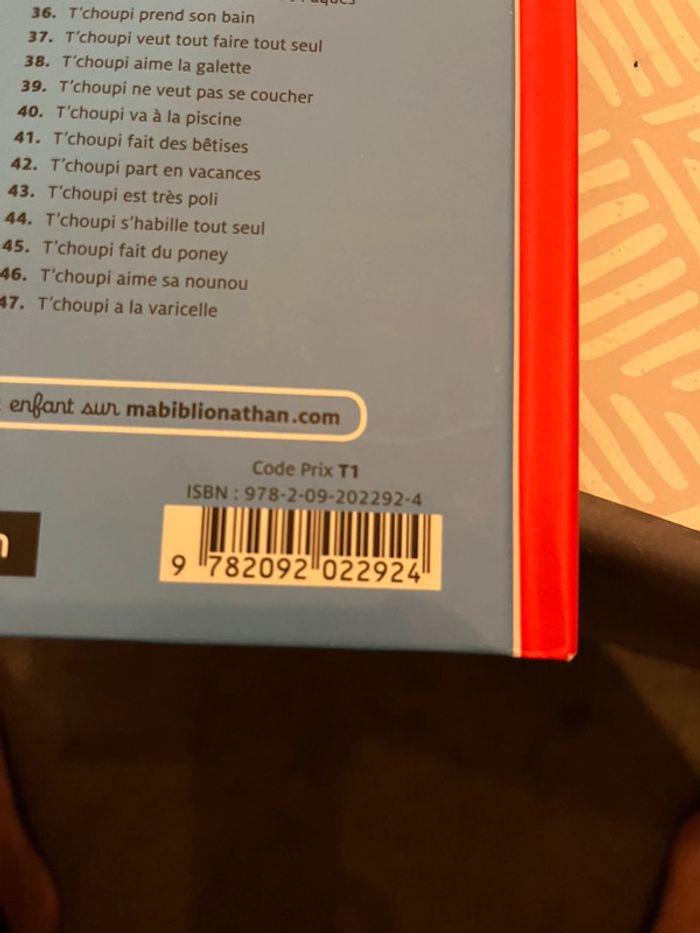 36. T'choupi prend son bain
37. T'choupi veut tout faire tout seul
38. T'choupi aime la galette
39. T'choupi ne veut pas se coucher
40. T'choupi va à la piscine
41. T'choupi fait des bêtises
42. T'choupi part en vacances
43. T'choupi est très poli
44. T'choupi s'habille tout seul
45. T'choupi fait du poney
46. T'choupi aime sa nounou
47. T'choupi a la varicelle
enfant sur mabiblionathan.com
Code Prix T1
ISBN : 978-2-09-202292-4
9 782092 022924